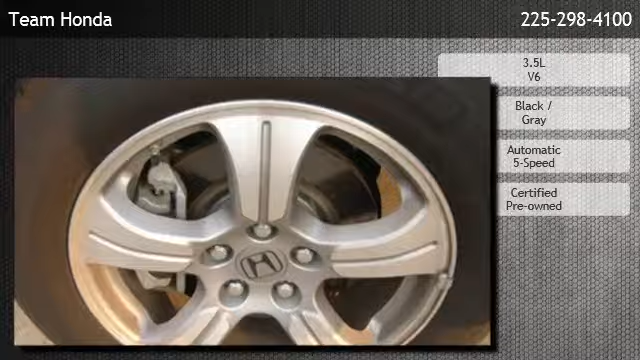 Team Honda
225-298-4100
3.5L
V6
Black /
Gray
Automatic
5-Speed
Certified
Pre-owned